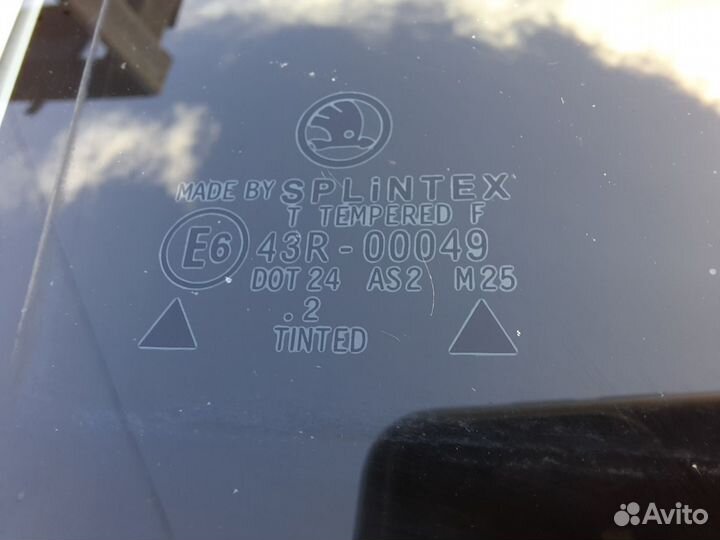 MADE BY SPLiNTEX
T TEMPERED F
E6 43R-00049
DOT 24 AS2 M25
.2
TINTED
Avito